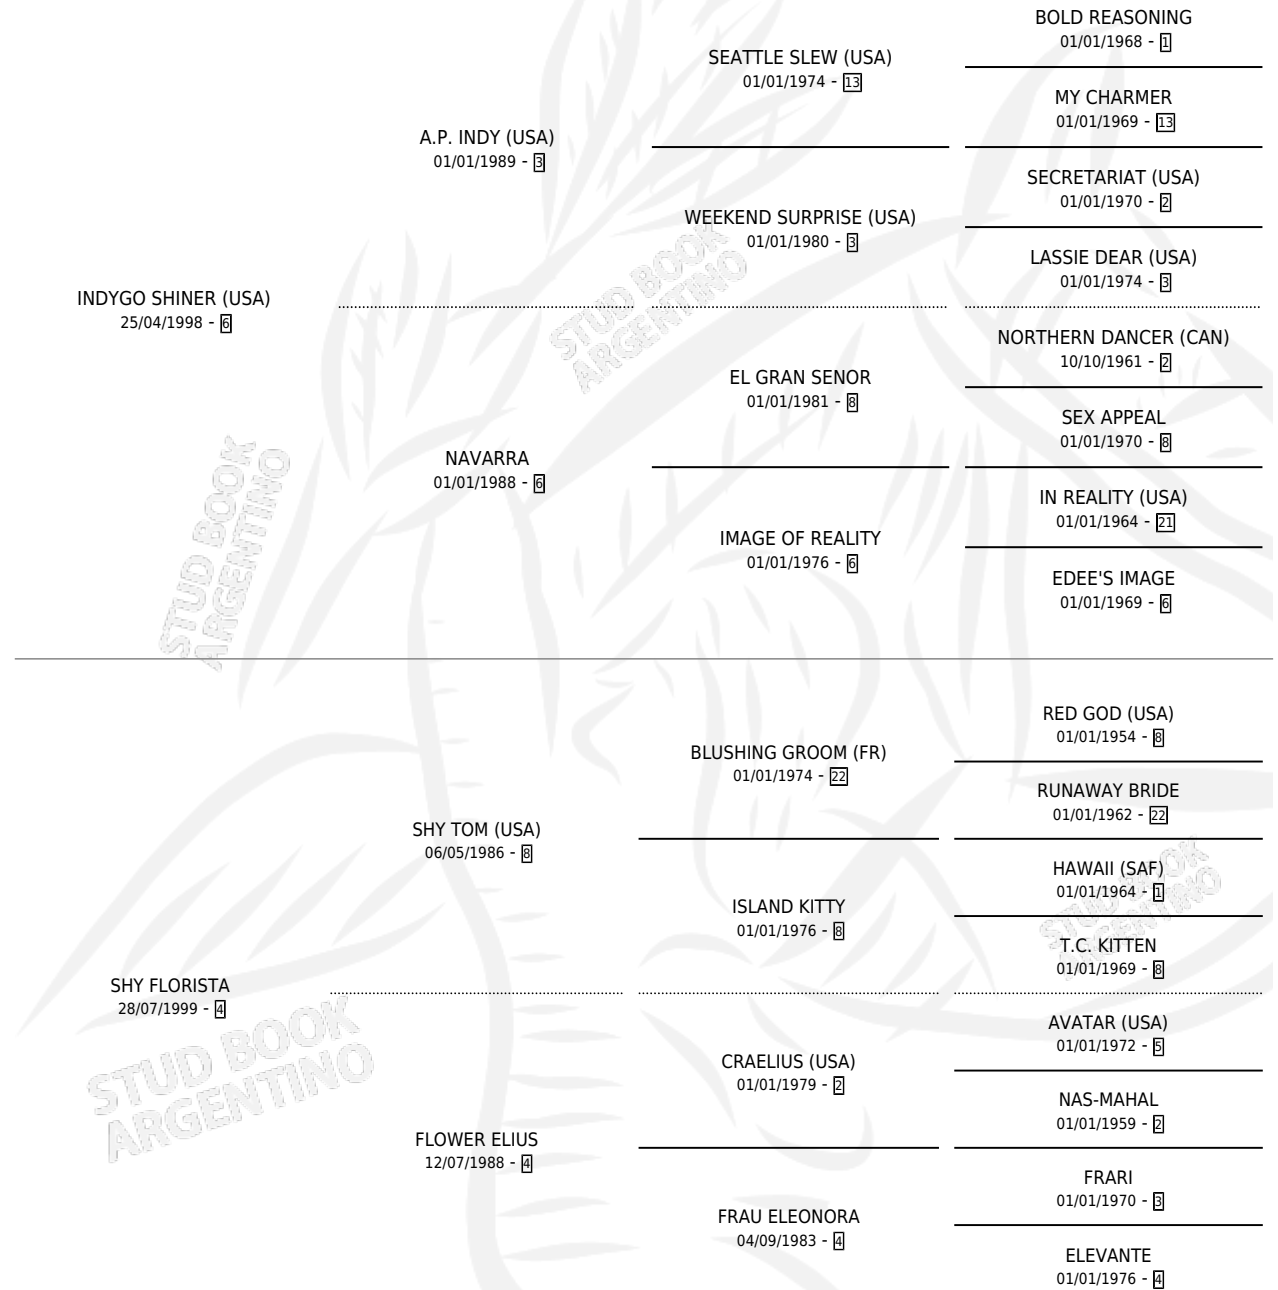 BOLD REASONING
01/01/1968 - 1
SEATTLE SLEW (USA)
01/01/1974 - 13
MY CHARMER
01/01/1969 - 13
A.P. INDY (USA)
01/01/1989 - 3
SECRETARIAT (USA)
01/01/1970 - 2
WEEKEND SURPRISE (USA)
01/01/1980 - 3
LASSIE DEAR (USA)
01/01/1974 - 3
INDYGO SHINER (USA)
25/04/1998 - 6
NORTHERN DANCER (CAN)
10/10/1961 - 2
EL GRAN SENOR
01/01/1981 - 8
SEX APPEAL
01/01/1970 - 8
NAVARRA
01/01/1988 - 6
IN REALITY (USA)
01/01/1964 - 21
IMAGE OF REALITY
01/01/1976 - 6
EDEE'S IMAGE
01/01/1969 - 6
RED GOD (USA)
01/01/1954 - 8
BLUSHING GROOM (FR)
01/01/1974 - 22
RUNAWAY BRIDE
01/01/1962 - 22
SHY TOM (USA)
06/05/1986 - 8
HAWAII (SAF)
01/01/1964 - 1
ISLAND KITTY
01/01/1976 - 8
T.C. KITTEN
01/01/1969 - 8
SHY FLORISTA
28/07/1999 - 4
AVATAR (USA)
01/01/1972 - 5
CRAELIUS (USA)
01/01/1979 - 2
NAS-MAHAL
01/01/1959 - 2
FLOWER ELIUS
12/07/1988 - 4
FRARI
01/01/1970 - 3
FRAU ELEONORA
04/09/1983 - 4
ELEVANTE
01/01/1976 - 4
STUD BOOK
ARGENTINO
STUD BOOK
ARGENTINO
STUD BOOK
ARGENTINO
STUD BOOK
ARGENTINO